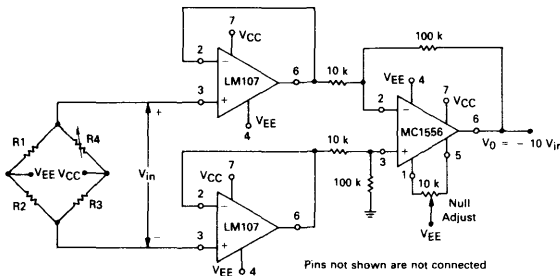 7
VCC
2
−
LM107
6
3
+
4
VEE
10 k
100 k
VEE
4
2
−
7
VCC
MC1556
6
VO = − 10 Vin
3
+
1
5
10 k
Null
Adjust
VEE
10 k
100 k
+
Vin
−
R1
R4
VEE VCC
R2
R3
7
VCC
2
−
LM107
6
3
+
VEE
4
Pins not shown are not connected